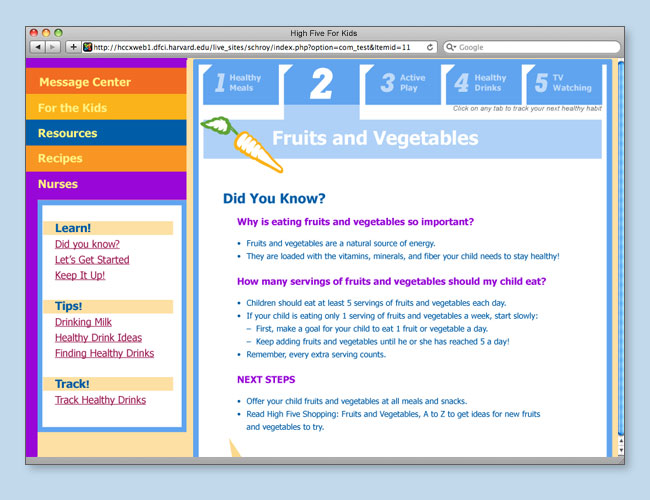 High Five For Kids
http://hccxweb1.dfci.harvard.edu/live_sites/schroy/index.php?option=com_test&Itemid=11
Google
Message Center
For the Kids
Resources
Recipes
Nurses
Learn!
Did you know?
Let's Get Started
Keep It Up!
Tips!
Drinking Milk
Healthy Drink Ideas
Finding Healthy Drinks
Track!
Track Healthy Drinks
1 Healthy Meals
2
3 Active Play
4 Healthy Drinks
5 TV Watching
Click on any tab to track your next healthy habit
Fruits and Vegetables
Did You Know?
Why is eating fruits and vegetables so important?
• Fruits and vegetables are a natural source of energy.
• They are loaded with the vitamins, minerals, and fiber your child needs to stay healthy!
How many servings of fruits and vegetables should my child eat?
• Children should eat at least 5 servings of fruits and vegetables each day.
• If your child is eating only 1 serving of fruits and vegetables a week, start slowly:
– First, make a goal for your child to eat 1 fruit or vegetable a day.
– Keep adding fruits and vegetables until he or she has reached 5 a day!
• Remember, every extra serving counts.
NEXT STEPS
• Offer your child fruits and vegetables at all meals and snacks.
• Read High Five Shopping: Fruits and Vegetables, A to Z to get ideas for new fruits
and vegetables to try.